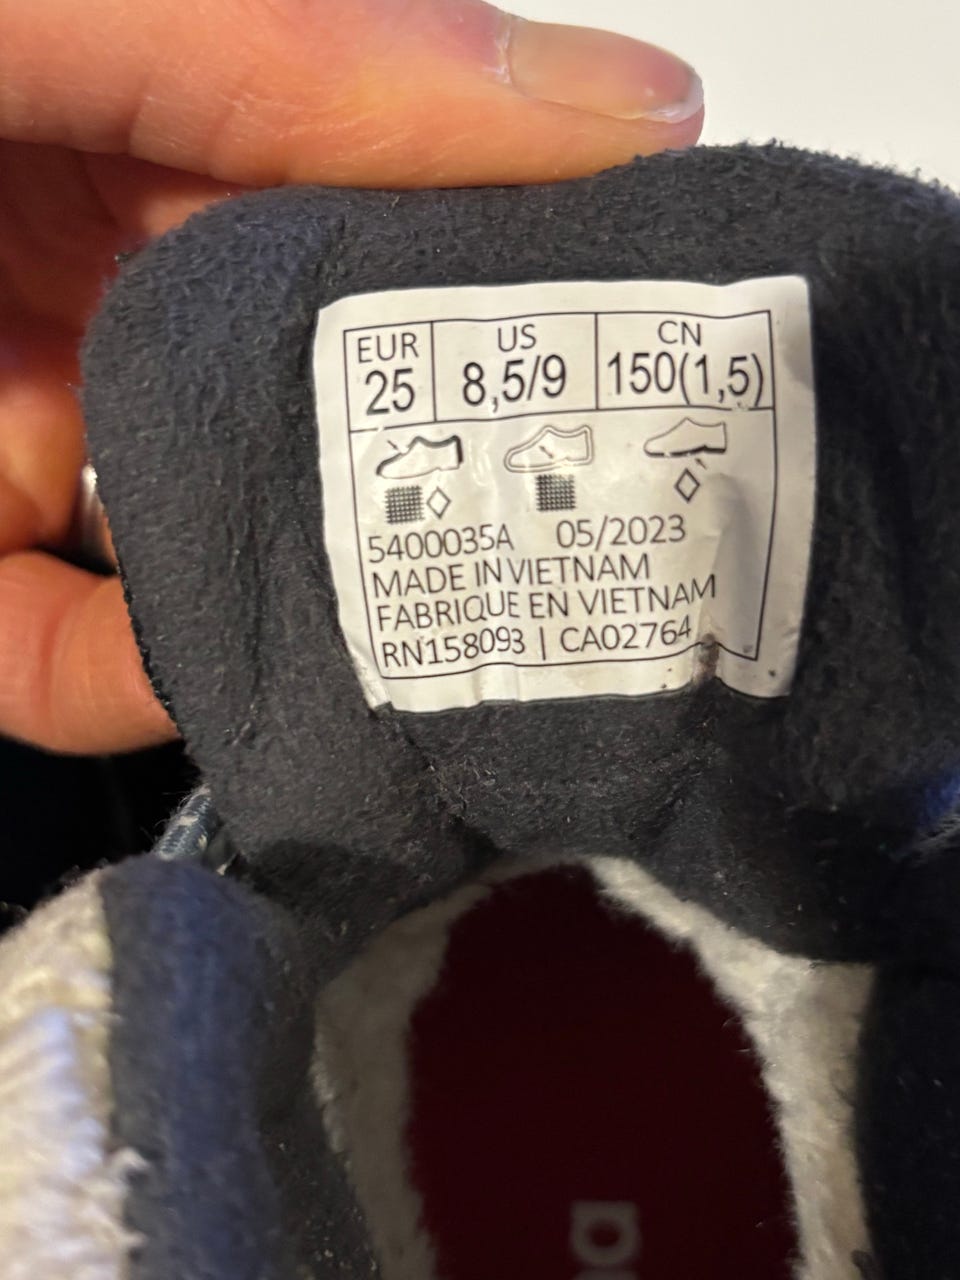 EUR US CN
25 8,5/9 150(1,5)
5400035A 05/2023
MADE IN VIETNAM
FABRIQUE EN VIETNAM
RN158093 | CA02764